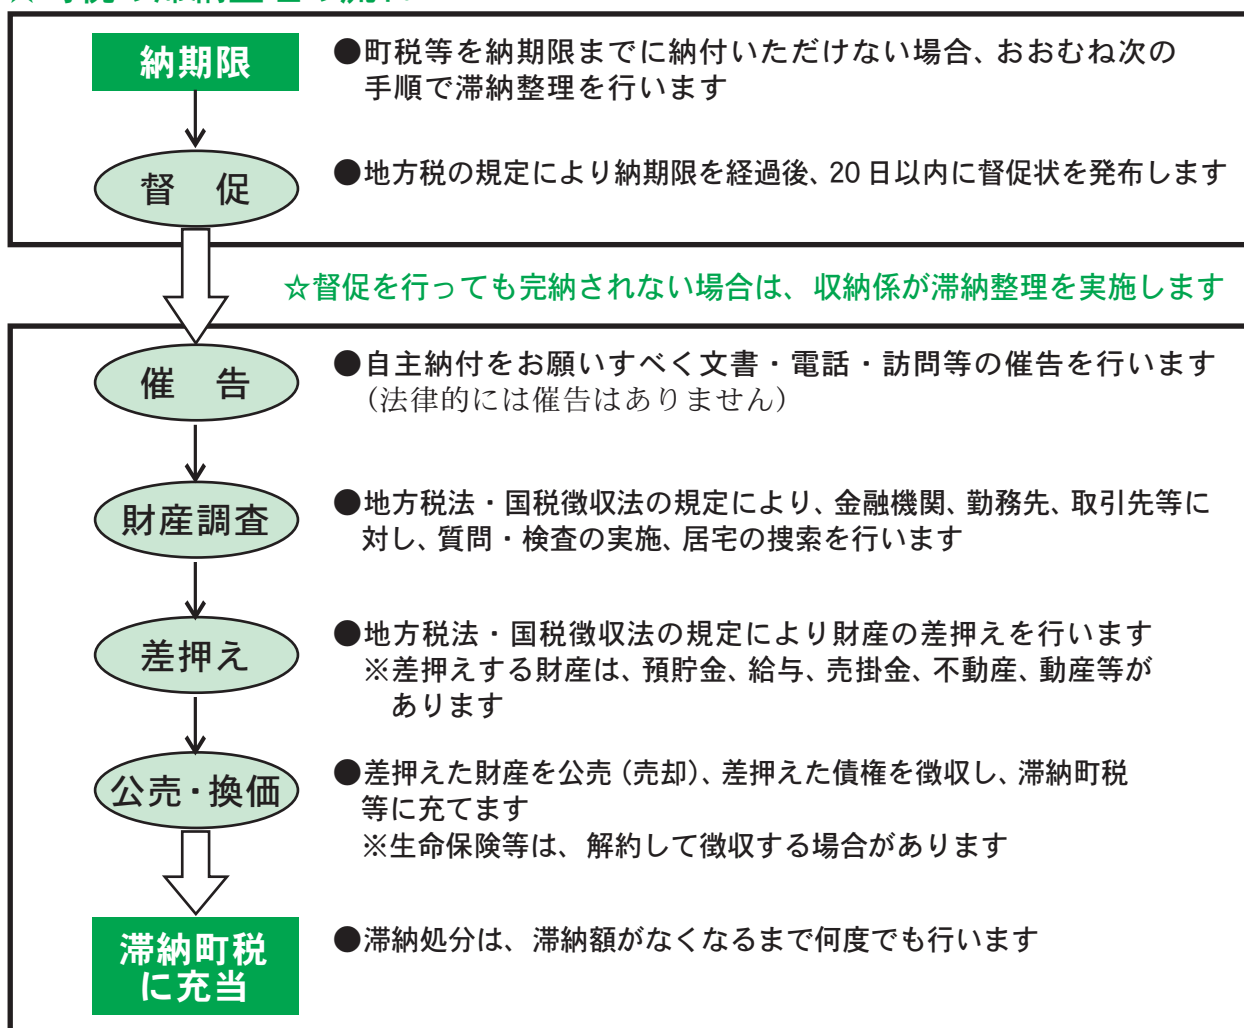 納期限
●町税等を納期限までに納付いただけない場合、おおむね次の
手順で滞納整理を行います
督 促
●地方税の規定により納期限を経過後、20日以内に督促状を発布します
☆督促を行っても完納されない場合は、収納係が滞納整理を実施します
催 告
●自主納付をお願いすべく文書・電話・訪問等の催告を行います
(法律的には催告はありません)
財産調査
●地方税法・国税徴収法の規定により、金融機関、勤務先、取引先等に
対し、質問・検査の実施、居宅の捜索を行います
差押え
●地方税法・国税徴収法の規定により財産の差押えを行います
※差押えする財産は、預貯金、給与、売掛金、不動産、動産等が
あります
公売・換価
●差押えた財産を公売(売却)、差押えた債権を徴収し、滞納町税
等に充てます
※生命保険等は、解約して徴収する場合があります
滞納町税
に充当
●滞納処分は、滞納額がなくなるまで何度でも行います